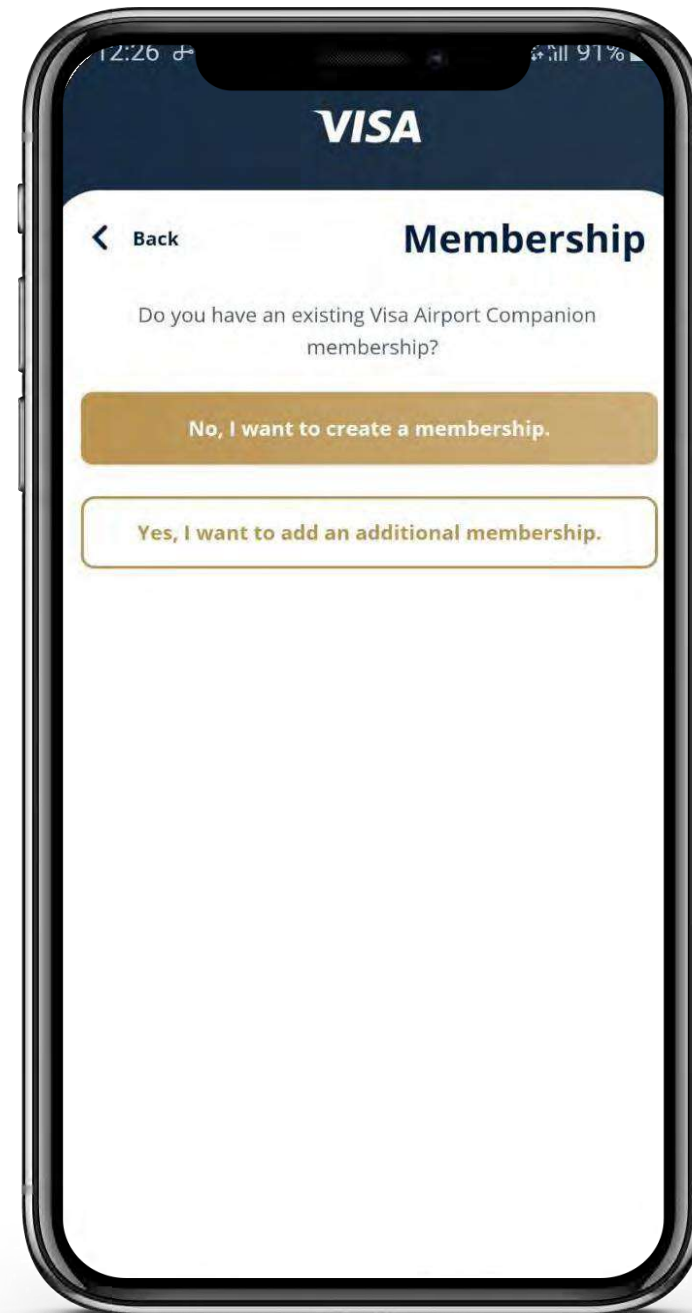 12:26
91%
VISA
Back
Membership
Do you have an existing Visa Airport Companion
membership?
No, I want to create a membership.
Yes, I want to add an additional membership.